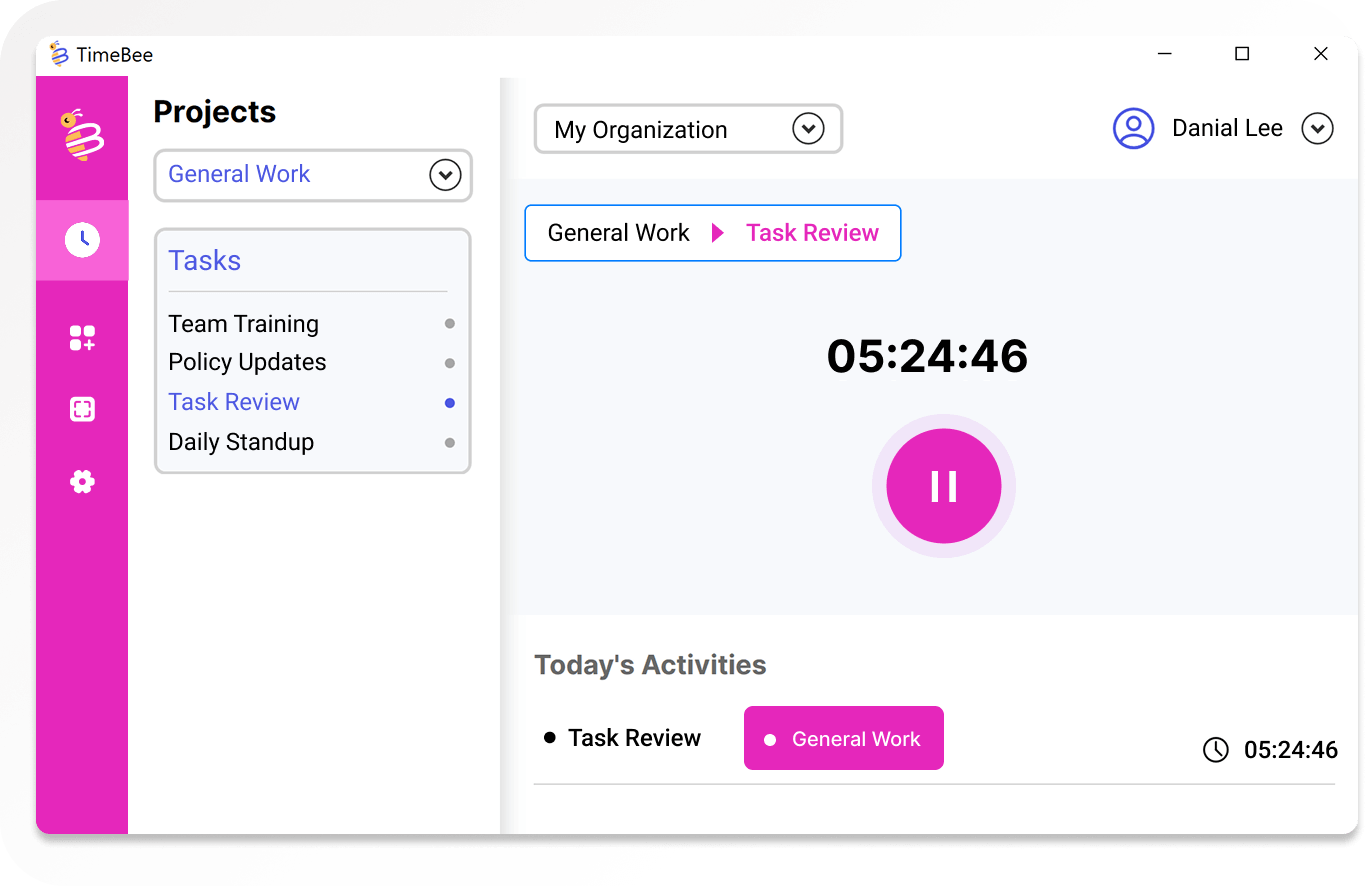 TimeBee
Projects
General Work
Tasks
Team Training
Policy Updates
Task Review
Daily Standup
My Organization
Danial Lee
General Work Task Review
05:24:46
Today's Activities
Task Review General Work 05:24:46